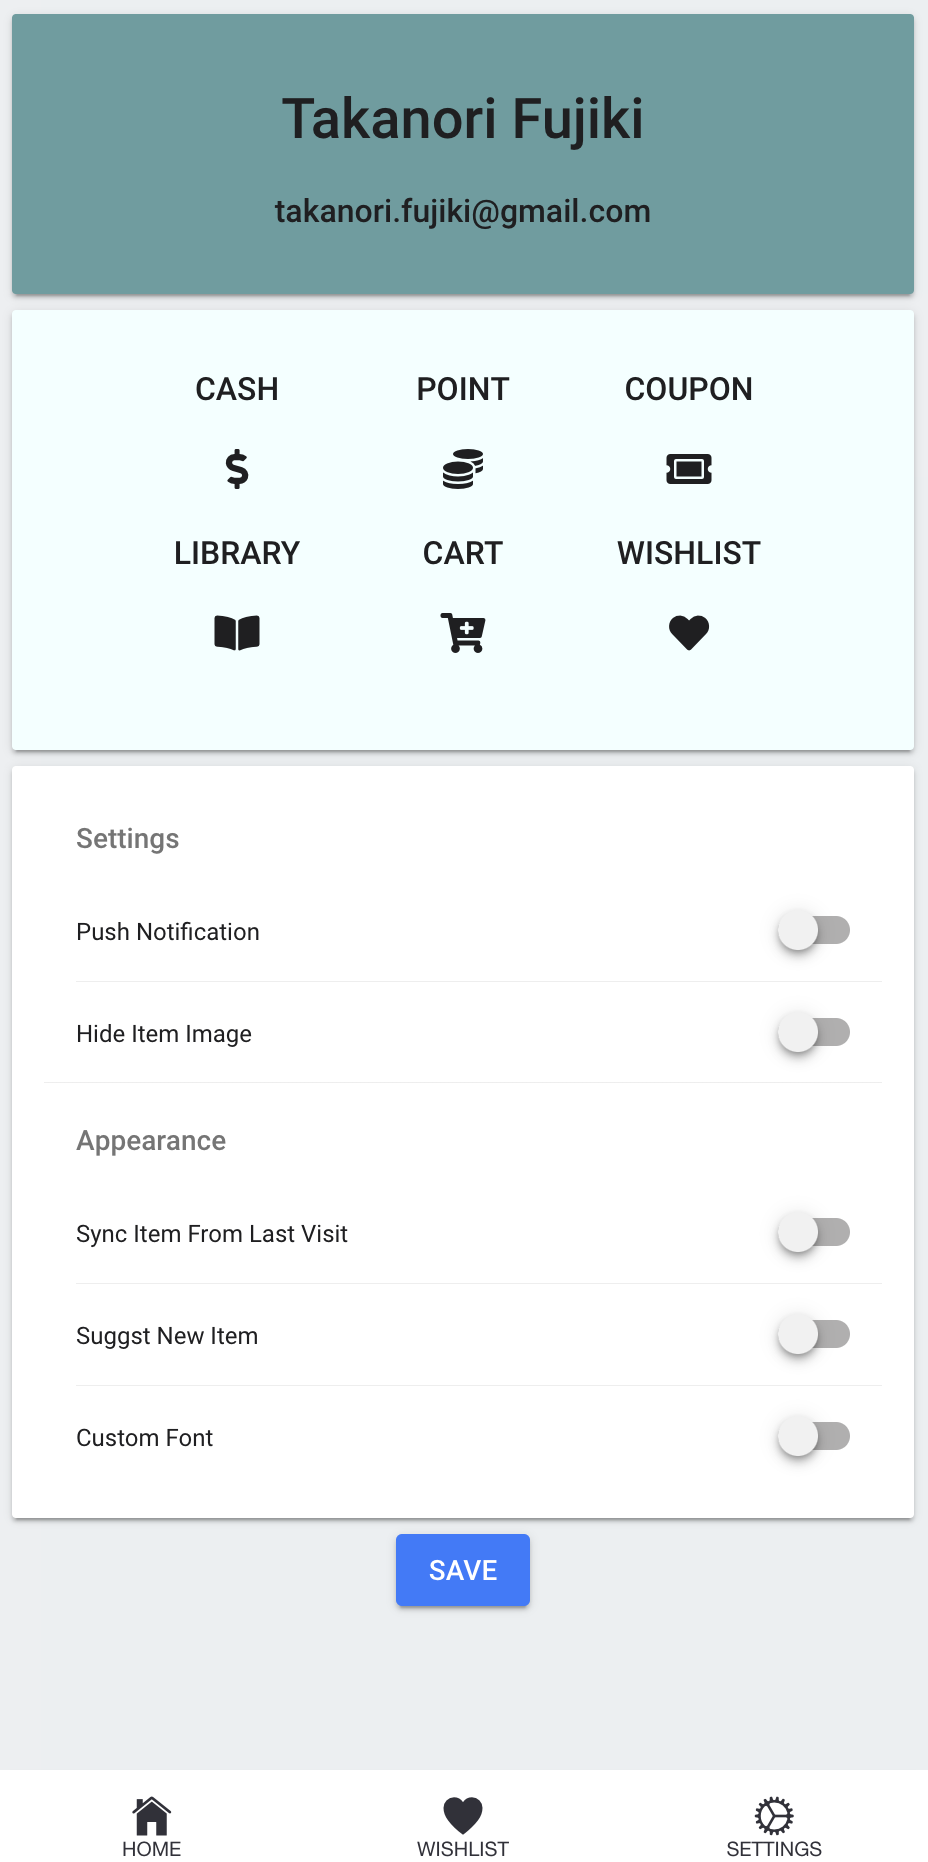 Takanori Fujiki
takanori.fujiki@gmail.com
CASH POINT COUPON
LIBRARY CART WISHLIST
Settings
Push Notification
Hide Item Image
Appearance
Sync Item From Last Visit
Suggst New Item
Custom Font
SAVE
HOME WISHLIST SETTINGS